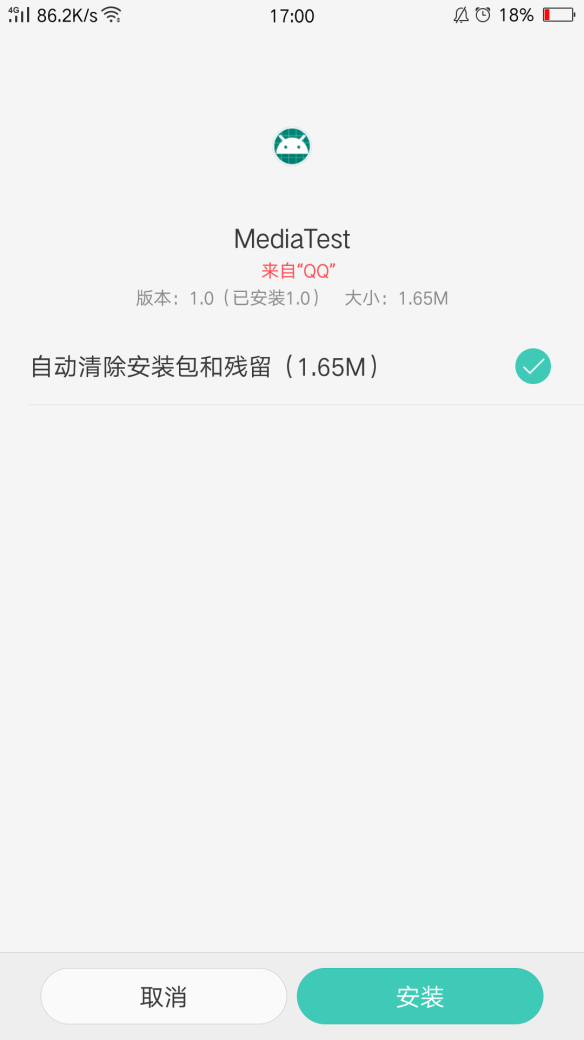 4G 86.2K/s 17:00 18%
MediaTest
来自“QQ”
版本：1.0（已安装1.0） 大小：1.65M
自动清除安装包和残留（1.65M）
取消 安装